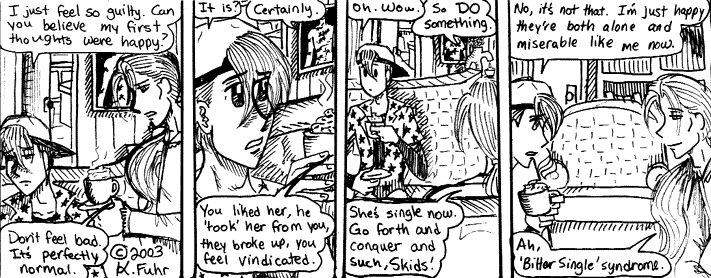 I just feel so guilty. Can
you believe my first
thoughts were happy?
Don't feel bad.
It's perfectly
normal.
©2003
K. Fuhr
It is?
Certainly.
You liked her, he
'took' her from you,
they broke up, you
feel vindicated.
Oh. Wow.
So DO
something.
She's single now.
Go forth and
conquer and
such, 'Skids'.
No, it's not that. I'm just happy
they're both alone and
miserable like me now.
Ah,
'Bitter Single' syndrome.